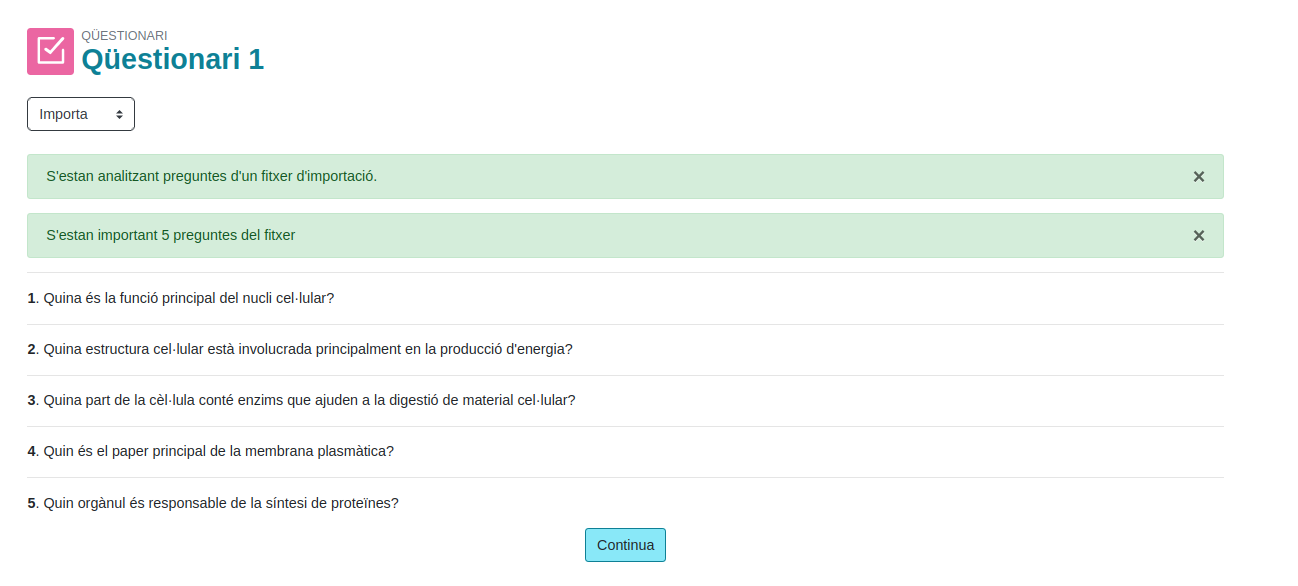 QÜESTIONARI
Qüestionari 1
Importa
S'estan analitzant preguntes d'un fitxer d'importació.
S'estan important 5 preguntes del fitxer
1. Quina és la funció principal del nucli cel·lular?
2. Quina estructura cel·lular està involucrada principalment en la producció d'energia?
3. Quina part de la cèl·lula conté enzims que ajuden a la digestió de material cel·lular?
4. Quin és el paper principal de la membrana plasmàtica?
5. Quin orgànul és responsable de la síntesi de proteïnes?
Continua